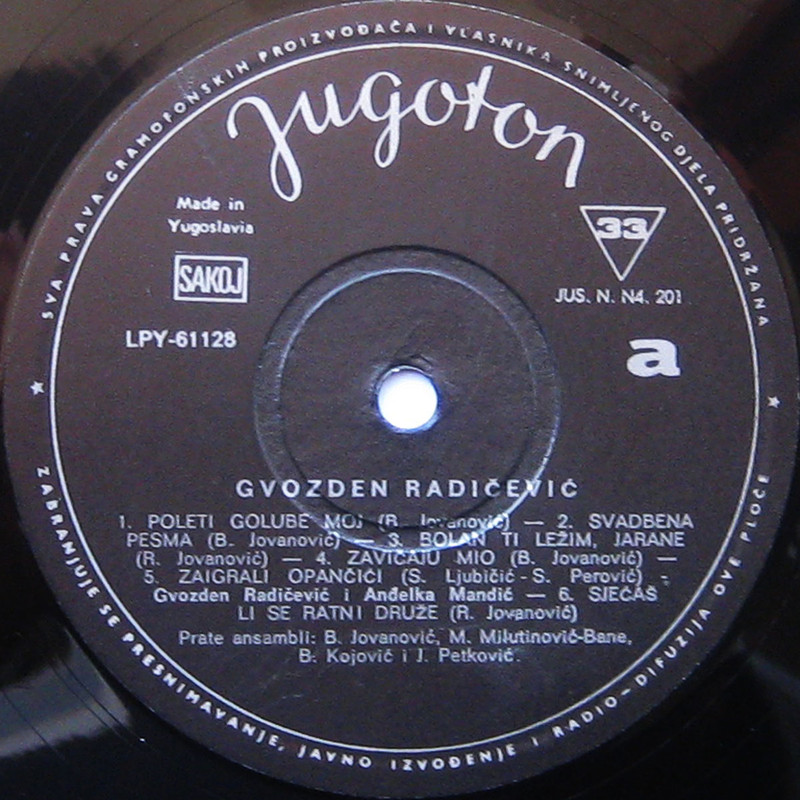 SVA PRAVA GRAMOFONSKIH PROIZVOĐAČA I VLASNIKA SNIMLJENOG DJELA PRIDRŽANA
Jugoton
Made in
Yugoslavia
SAKOJ
LPY-61128
33
JUS. N. N4. 201
a
GVOZDEN RADIČEVIĆ
1. POLETI GOLUBE MOJ (B. Jovanović) — 2. SVADBENA
PESMA (B. Jovanović) — 3. BOLAN TI LEŽIM, JARANE
(R. Jovanović) — 4. ZAVIČAJU MIO (B. Jovanović) —
5. ZAIGRALI OPANČIĆI (S. Ljubičić - S. Perović) -
Gvozden Radičević i Anđelka Mandić — 6. SJEĆAŠ
LI SE RATNI DRUŽE (R. Jovanović)
Prate ansambli: B. Jovanović, M. Milutinović-Bane,
B. Kojović i J. Petković.
ZABRANJUJE SE PRESNIMAVANJE, JAVNO IZVOĐENJE I RADIO-DIFUZIJA OVE PLOČE